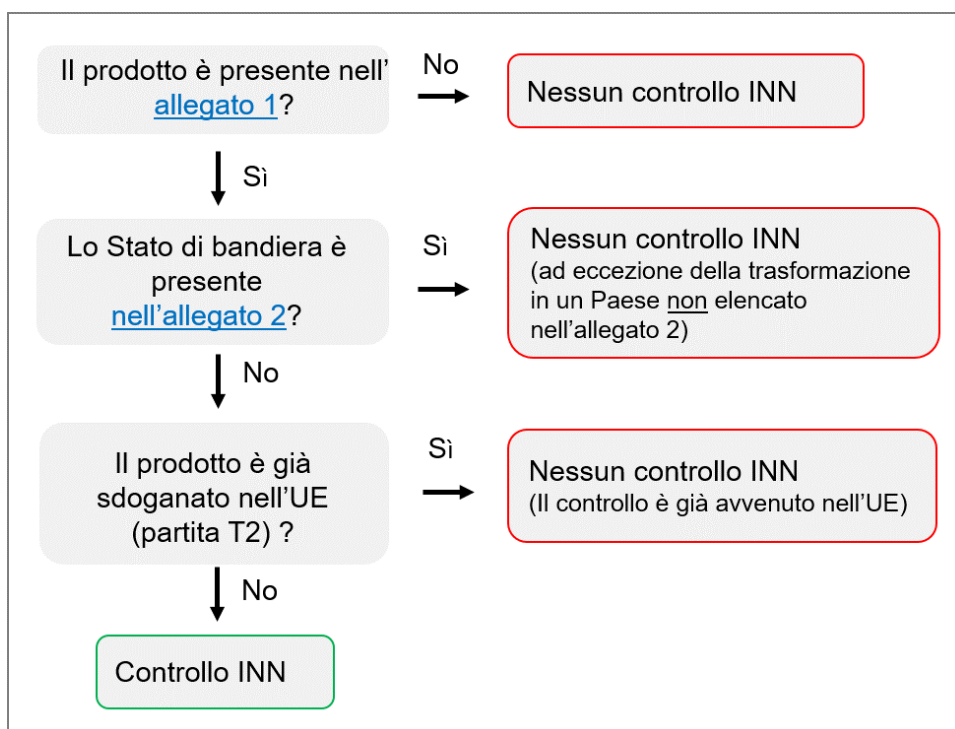 Il prodotto è presente nell'
allegato 1?
No
Nessun controllo INN
Sì
Lo Stato di bandiera è
presente
nell'allegato 2?
Sì
Nessun controllo INN
(ad eccezione della trasformazione
in un Paese non elencato
nell'allegato 2)
No
Il prodotto è già
sdoganato nell'UE
(partita T2) ?
Sì
Nessun controllo INN
(Il controllo è già avvenuto nell'UE)
No
Controllo INN